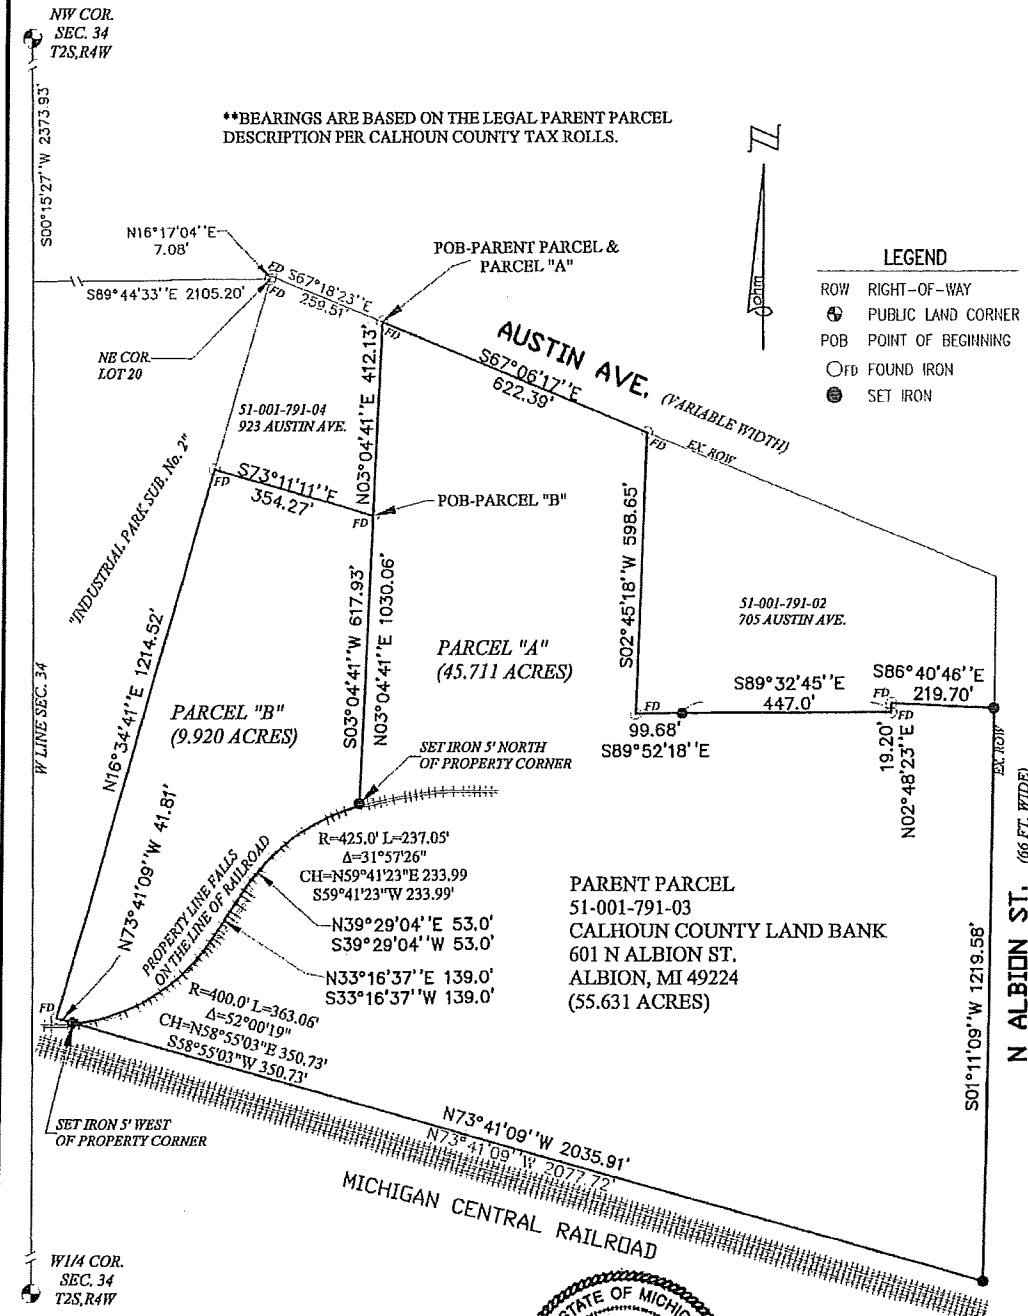 NW COR.
SEC. 34
T2S,R4W
S00°15'27''W 2373.93'
**BEARINGS ARE BASED ON THE LEGAL PARENT PARCEL
DESCRIPTION PER CALHOUN COUNTY TAX ROLLS.
N
ohm
LEGEND
ROW RIGHT-OF-WAY
PUBLIC LAND CORNER
POB POINT OF BEGINNING
FD FOUND IRON
SET IRON
N16°17'04''E
7.08'
S89°44'33''E 2105.20'
FD
FD
S67°18'23''E
259.51'
POB-PARENT PARCEL &
PARCEL "A"
FD
NE COR.
LOT 20
AUSTIN AVE. (VARIABLE WIDTH)
S67°06'17''E
622.39'
FD
EX. ROW
51-001-791-04
923 AUSTIN AVE.
N03°04'41''E 412.13'
"INDUSTRIAL PARK SUB. No. 2"
FD
S73°11'11''E
354.27'
FD
POB-PARCEL "B"
S02°45'18''W 598.65'
51-001-791-02
705 AUSTIN AVE.
N16°34'41''E 1214.52'
S03°04'41''W 617.93'
N03°04'41''E 1030.06'
PARCEL "A"
(45.711 ACRES)
PARCEL "B"
(9.920 ACRES)
W LINE SEC. 34
FD
99.68'
S89°52'18''E
S89°32'45''E
447.0'
S86°40'46''E
219.70'
FD
FD
19.20'
N02°48'23''E
EX. ROW
SET IRON 5' NORTH
OF PROPERTY CORNER
N73°41'09''W 41.81'
PROPERTY LINE FALLS
ON THE LINE OF RAILROAD
R=425.0' L=237.05'
Δ=31°57'26"
CH=N59°41'23"E 233.99
S59°41'23"W 233.99'
N39°29'04''E 53.0'
S39°29'04''W 53.0'
N33°16'37''E 139.0'
S33°16'37''W 139.0'
R=400.0' L=363.06'
Δ=52°00'19"
CH=N58°55'03"E 350.73'
S58°55'03"W 350.73'
PARENT PARCEL
51-001-791-03
CALHOUN COUNTY LAND BANK
601 N ALBION ST.
ALBION, MI 49224
(55.631 ACRES)
S01°11'09''W 1219.58'
N ALBION ST. (66 FT. WIDE)
FD
SET IRON 5' WEST
OF PROPERTY CORNER
N73°41'09''W 2035.91'
N73°41'09''W 2077.72'
MICHIGAN CENTRAL RAILROAD
W1/4 COR.
SEC. 34
T2S,R4W
STATE OF MICHIG